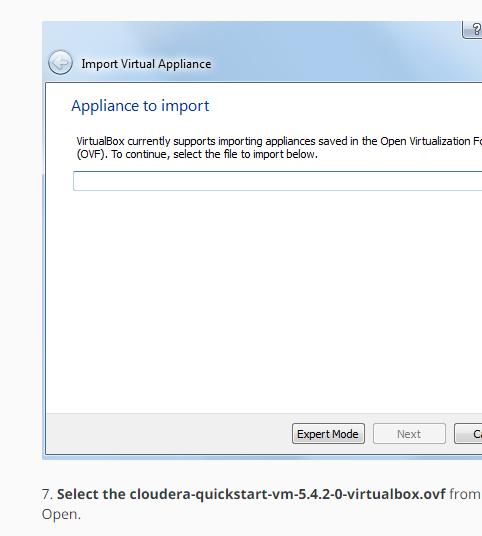 ?
Import Virtual Appliance
Appliance to import
VirtualBox currently supports importing appliances saved in the Open Virtualization
(OVF). To continue, select the file to import below.
Expert Mode
Next
7. Select the cloudera-quickstart-vm-5.4.2-0-virtualbox.ovf from
Open.